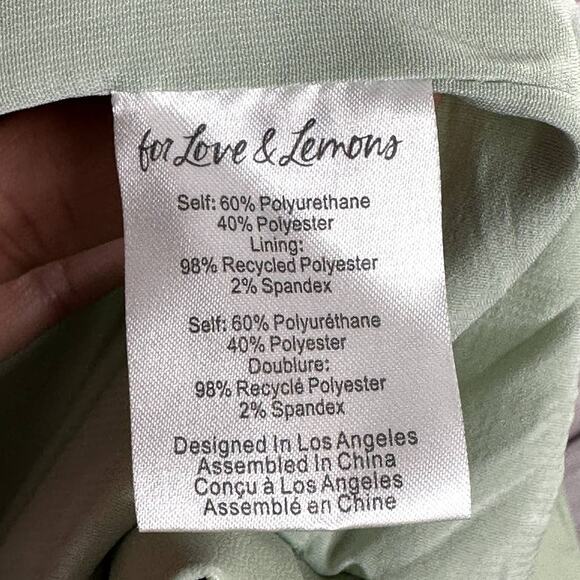 for Love & Lemons
Self: 60% Polyurethane
40% Polyester
Lining:
98% Recycled Polyester
2% Spandex
Self: 60% Polyuréthane
40% Polyester
Doublure:
98% Recyclé Polyester
2% Spandex
Designed In Los Angeles
Assembled In China
Conçu à Los Angeles
Assemblé en Chine